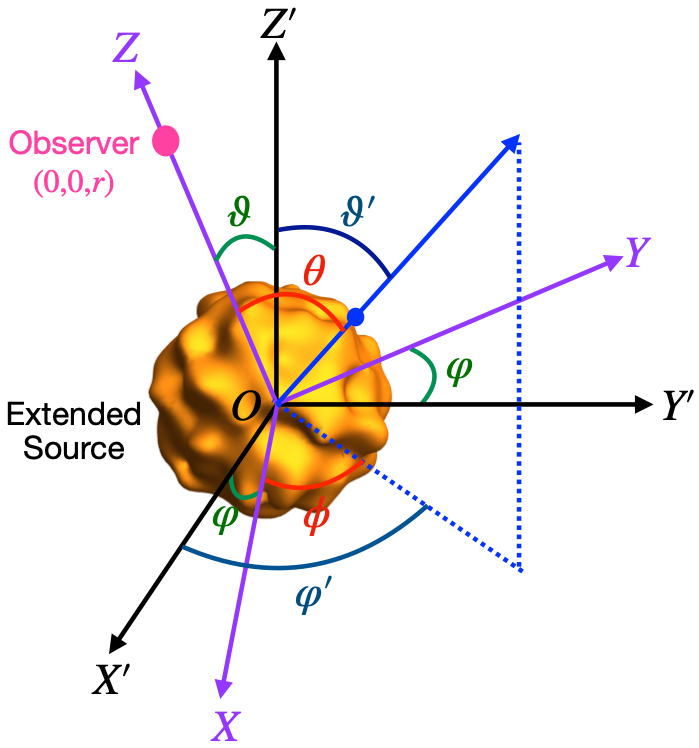 Z′
Z
Observer
(0,0,r)
ϑ
ϑ′
θ
Y
φ
O
Y′
Extended
Source
φ
ϕ
φ′
X′
X